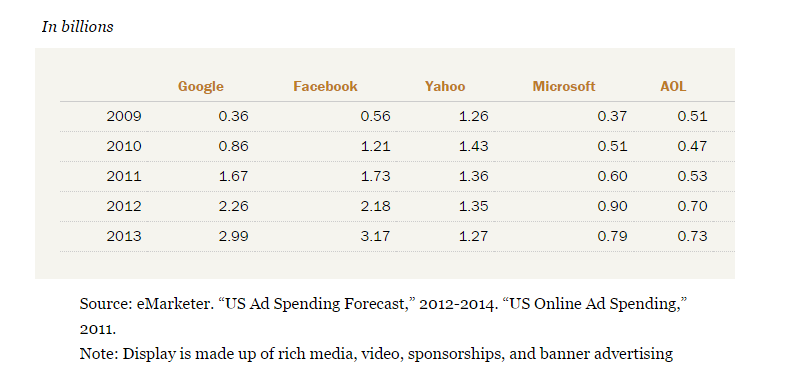 In billions
Google Facebook Yahoo Microsoft AOL
2009 0.36 0.56 1.26 0.37 0.51
2010 0.86 1.21 1.43 0.51 0.47
2011 1.67 1.73 1.36 0.60 0.53
2012 2.26 2.18 1.35 0.90 0.70
2013 2.99 3.17 1.27 0.79 0.73
Source: eMarketer. “US Ad Spending Forecast,” 2012-2014. “US Online Ad Spending,”
2011.
Note: Display is made up of rich media, video, sponsorships, and banner advertising